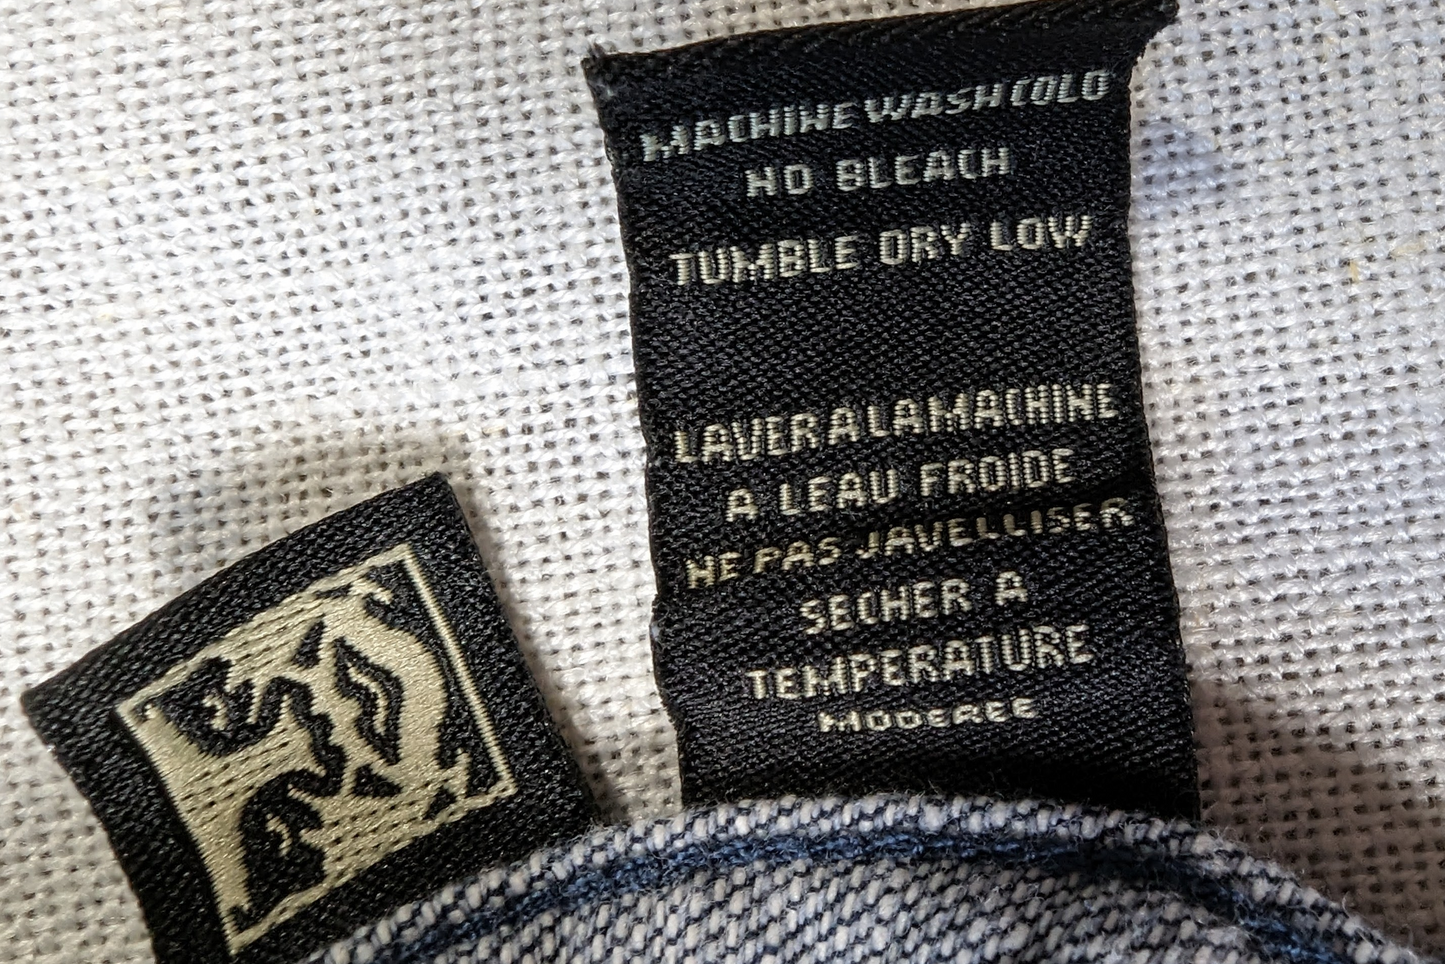 MACHINE WASH COLD
NO BLEACH
TUMBLE DRY LOW
LAVER A LA MACHINE
A LEAU FROIDE
NE PAS JAVELLISER
SECHER A
TEMPERATURE
MODEREE